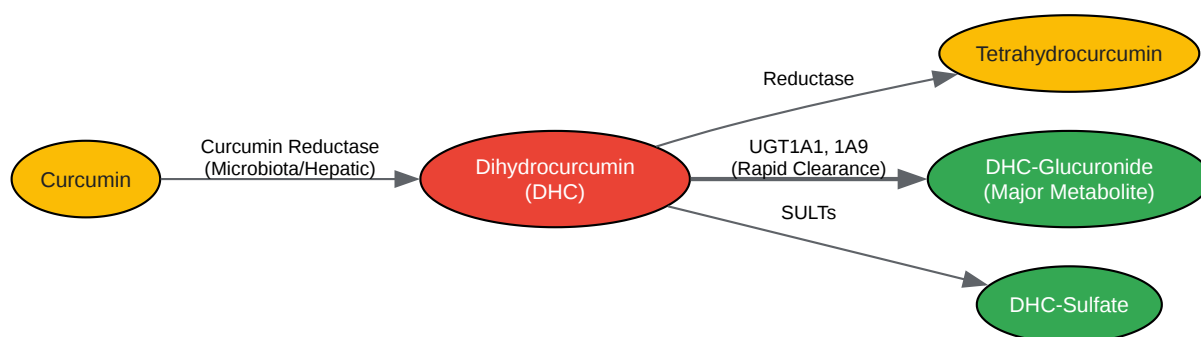 Curcumin
Curcumin Reductase
(Microbiota/Hepatic)
Dihydrocurcumin
(DHC)
Reductase
Tetrahydrocurcumin
UGT1A1, 1A9
(Rapid Clearance)
DHC-Glucuronide
(Major Metabolite)
SULTs
DHC-Sulfate